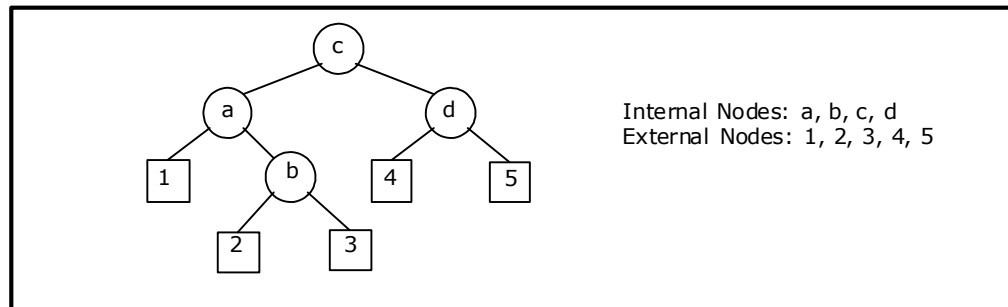 c
a
d
Internal Nodes: a, b, c, d
External Nodes: 1, 2, 3, 4, 5
1
b
4
5
2
3